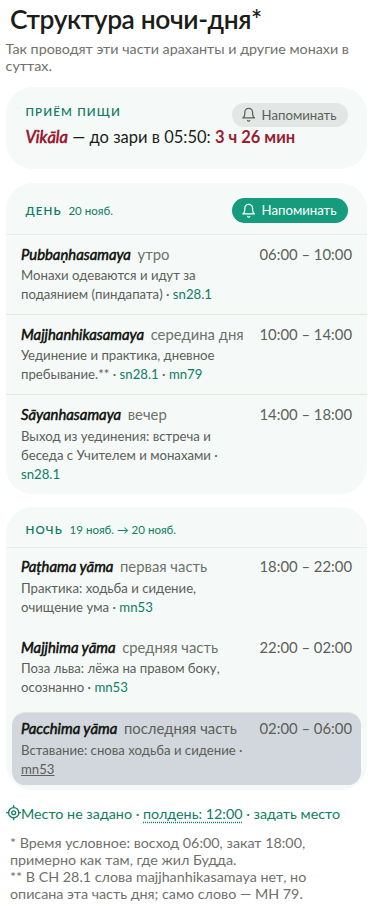 Структура ночи-дня*
Так проводят эти части араханты и другие монахи в
суттах.
ПРИЁМ ПИЩИ
Напоминать
Vikāla — до зари в 05:50: 3 ч 26 мин
ДЕНЬ 20 нояб.
Напоминать
Pubbaṇhasamaya утро 06:00 – 10:00
Монахи одеваются и идут за
подаянием (пиндапата) · sn28.1
Majjhanhikasamaya середина дня 10:00 – 14:00
Уединение и практика, дневное
пребывание.** · sn28.1 · mn79
Sāyanhasamaya вечер 14:00 – 18:00
Выход из уединения: встреча и
беседа с Учителем и монахами ·
sn28.1
НОЧЬ 19 нояб. → 20 нояб.
Paṭhama yāma первая часть 18:00 – 22:00
Практика: ходьба и сидение,
очищение ума · mn53
Majjhima yāma средняя часть 22:00 – 02:00
Поза льва: лёжа на правом боку,
осознанно · mn53
Pacchima yāma последняя часть 02:00 – 06:00
Вставание: снова ходьба и сидение ·
mn53
Место не задано · полдень: 12:00 · задать место
* Время условное: восход 06:00, закат 18:00,
примерно как там, где жил Будда.
** В СН 28.1 слова majjhanhikasamaya нет, но
описана эта часть дня; само слово — МН 79.